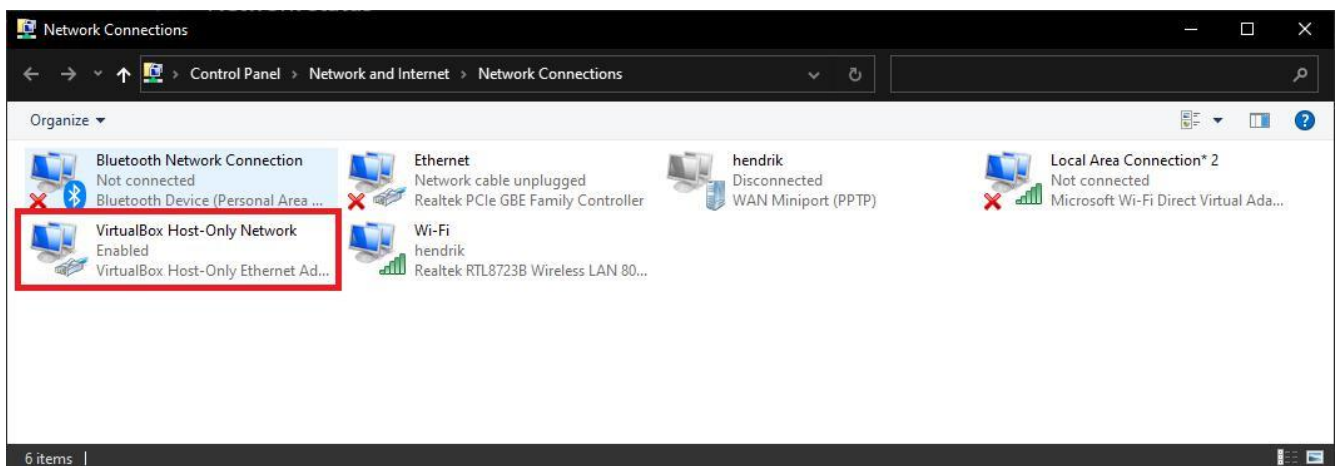 Network Connections
Control Panel > Network and Internet > Network Connections
Organize
Bluetooth Network Connection
Not connected
Bluetooth Device (Personal Area ...
Ethernet
Network cable unplugged
Realtek PCIe GBE Family Controller
hendrik
Disconnected
WAN Miniport (PPTP)
Local Area Connection* 2
Not connected
Microsoft Wi-Fi Direct Virtual Ada...
VirtualBox Host-Only Network
Enabled
VirtualBox Host-Only Ethernet Ad...
Wi-Fi
hendrik
Realtek RTL8723B Wireless LAN 80...
6 items